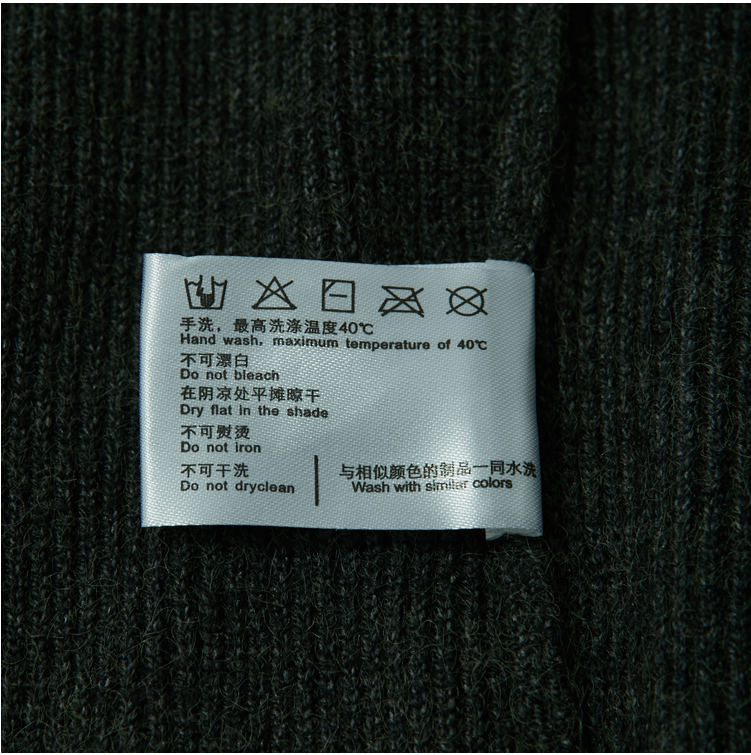 手洗，最高洗涤温度40℃
Hand wash, maximum temperature of 40℃
不可漂白
Do not bleach
在阴凉处平摊晾干
Dry flat in the shade
不可熨烫
Do not iron
不可干洗
Do not dryclean
与相似颜色的制品一同水洗
Wash with similar colors